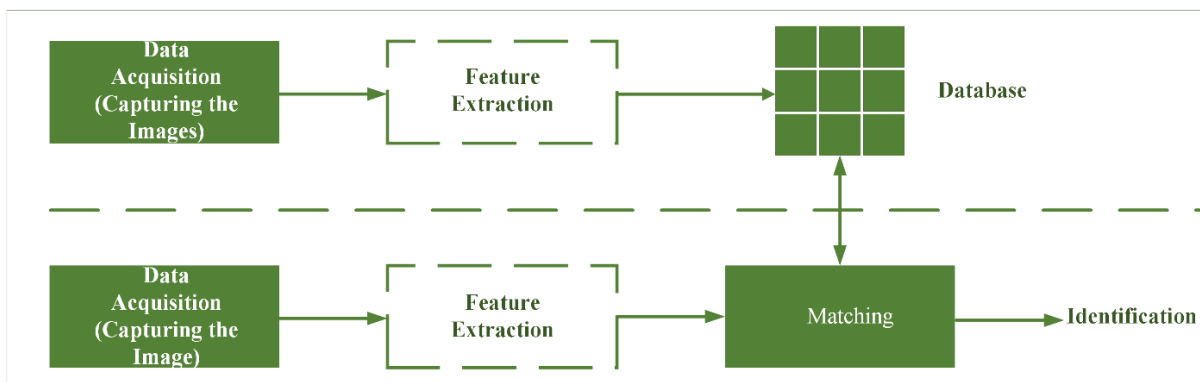 Data
Acquisition
(Capturing the
Images)
Feature
Extraction
Database
Data
Acquisition
(Capturing the
Image)
Feature
Extraction
Matching
Identification